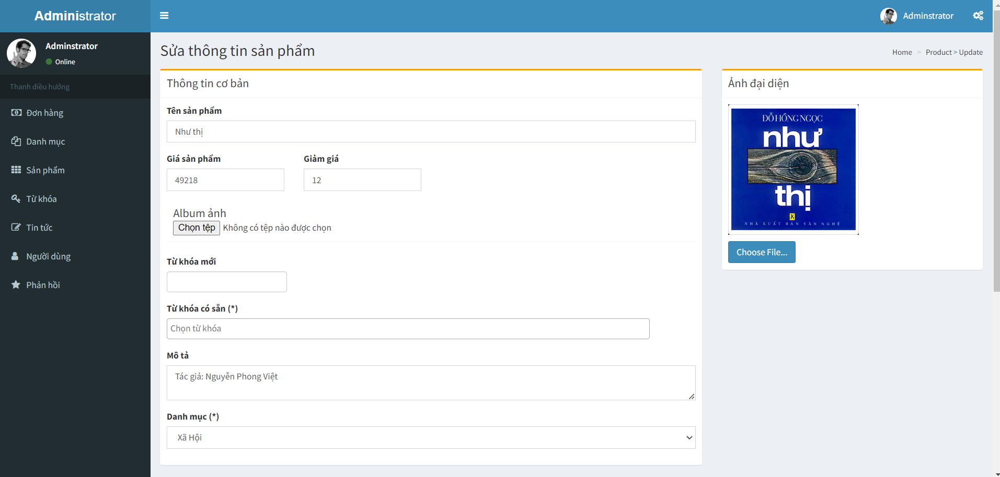 Administrator
Adminstrator
Adminstrator
Online
Thanh điều hướng
Đơn hàng
Danh mục
Sản phẩm
Từ khóa
Tin tức
Người dùng
Phản hồi
Sửa thông tin sản phẩm
Home > Product > Update
Thông tin cơ bản
Tên sản phẩm
Như thị
Giá sản phẩm Giảm giá
49218 12
Album ảnh
Chọn tệp Không có tệp nào được chọn
Từ khóa mới
Từ khóa có sẵn (*)
Chọn từ khóa
Mô tả
Tác giả: Nguyễn Phong Việt
Danh mục (*)
Xã Hội
Ảnh đại diện
ĐỖ HỒNG NGỌC
như
thị
X
NHÀ XUẤT BẢN VĂN NGHỆ
Choose File...